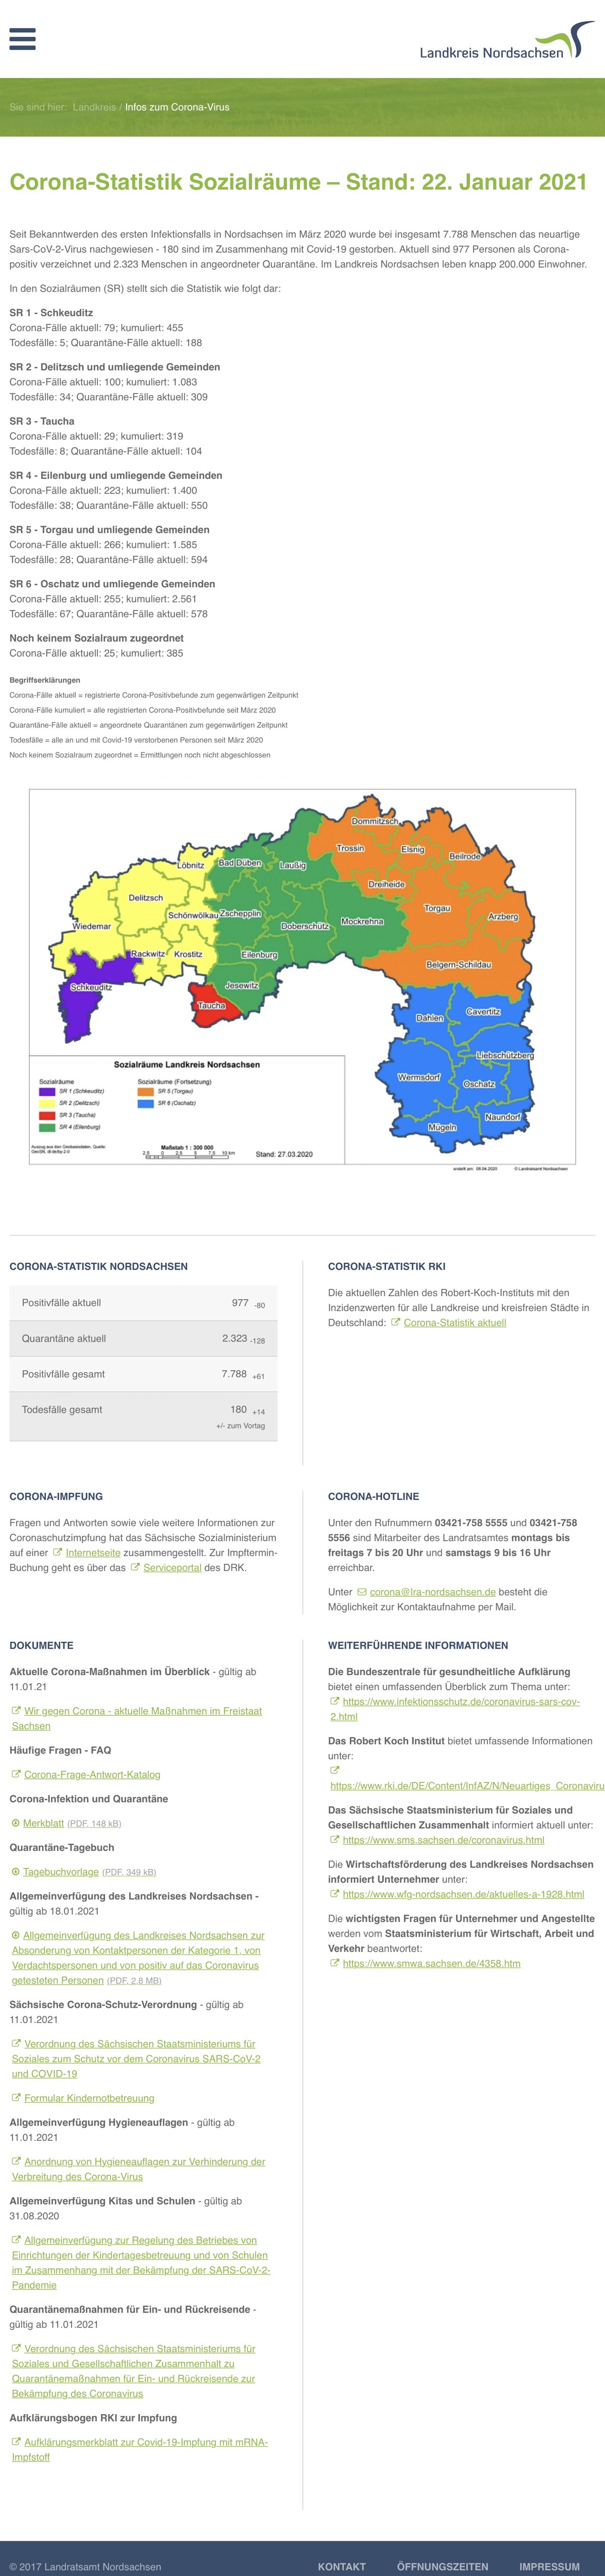 Landkreis Nordsachsen
Sie sind hier: Landkreis / Infos zum Corona-Virus
Corona-Statistik Sozialräume – Stand: 22. Januar 2021
Seit Bekanntwerden des ersten Infektionsfalls in Nordsachsen im März 2020 wurde bei insgesamt 7.788 Menschen das neuartige
Sars-CoV-2-Virus nachgewiesen - 180 sind im Zusammenhang mit Covid-19 gestorben. Aktuell sind 977 Personen als Corona-
positiv verzeichnet und 2.323 Menschen in angeordneter Quarantäne. Im Landkreis Nordsachsen leben knapp 200.000 Einwohner.
In den Sozialräumen (SR) stellt sich die Statistik wie folgt dar:
SR 1 - Schkeuditz
Corona-Fälle aktuell: 79; kumuliert: 455
Todesfälle: 5; Quarantäne-Fälle aktuell: 188
SR 2 - Delitzsch und umliegende Gemeinden
Corona-Fälle aktuell: 100; kumuliert: 1.083
Todesfälle: 34; Quarantäne-Fälle aktuell: 309
SR 3 - Taucha
Corona-Fälle aktuell: 29; kumuliert: 319
Todesfälle: 8; Quarantäne-Fälle aktuell: 104
SR 4 - Eilenburg und umliegende Gemeinden
Corona-Fälle aktuell: 223; kumuliert: 1.400
Todesfälle: 38; Quarantäne-Fälle aktuell: 550
SR 5 - Torgau und umliegende Gemeinden
Corona-Fälle aktuell: 266; kumuliert: 1.585
Todesfälle: 28; Quarantäne-Fälle aktuell: 594
SR 6 - Oschatz und umliegende Gemeinden
Corona-Fälle aktuell: 255; kumuliert: 2.561
Todesfälle: 67; Quarantäne-Fälle aktuell: 578
Noch keinem Sozialraum zugeordnet
Corona-Fälle aktuell: 25; kumuliert: 385
Begriffserklärungen
Corona-Fälle aktuell = registrierte Corona-Positivbefunde zum gegenwärtigen Zeitpunkt
Corona-Fälle kumuliert = alle registrierten Corona-Positivbefunde seit März 2020
Quarantäne-Fälle aktuell = angeordnete Quarantänen zum gegenwärtigen Zeitpunkt
Todesfälle = alle an und mit Covid-19 verstorbenen Personen seit März 2020
Noch keinem Sozialraum zugeordnet = Ermittlungen noch nicht abgeschlossen
Dommitzsch
Trossin
Elsnig
Beilrode
Löbnitz
Bad Düben
Laußig
Dreiheide
Delitzsch
Torgau
Schönwölkau
Zschepplin
Arzberg
Wiedemar
Doberschütz
Mockrehna
Rackwitz
Krostitz
Eilenburg
Belgern-Schildau
Schkeuditz
Jesewitz
Taucha
Dahlen
Cavertitz
Liebschützberg
Wermsdorf
Oschatz
Naundorf
Mügeln
Sozialräume Landkreis Nordsachsen
Sozialräume
Sozialräume (Fortsetzung)
SR 1 (Schkeuditz)
SR 5 (Torgau)
SR 2 (Delitzsch)
SR 6 (Oschatz)
SR 3 (Taucha)
SR 4 (Eilenburg)
Auszug aus den Geobasisdaten, Quelle:
GeoSN, dl-de/by-2-0
Maßstab 1 : 300 000
2,5 0 2,5 5 7,5 10 km
Stand: 27.03.2020
erstellt am: 08.04.2020 © Landratsamt Nordsachsen
CORONA-STATISTIK NORDSACHSEN
Positivfälle aktuell 977 -80
Quarantäne aktuell 2.323 -128
Positivfälle gesamt 7.788 +61
Todesfälle gesamt 180 +14
+/- zum Vortag
CORONA-STATISTIK RKI
Die aktuellen Zahlen des Robert-Koch-Instituts mit den
Inzidenzwerten für alle Landkreise und kreisfreien Städte in
Deutschland: Corona-Statistik aktuell
CORONA-IMPFUNG
Fragen und Antworten sowie viele weitere Informationen zur
Coronaschutzimpfung hat das Sächsische Sozialministerium
auf einer Internetseite zusammengestellt. Zur Impftermin-
Buchung geht es über das Serviceportal des DRK.
CORONA-HOTLINE
Unter den Rufnummern 03421-758 5555 und 03421-758
5556 sind Mitarbeiter des Landratsamtes montags bis
freitags 7 bis 20 Uhr und samstags 9 bis 16 Uhr
erreichbar.
Unter corona@lra-nordsachsen.de besteht die
Möglichkeit zur Kontaktaufnahme per Mail.
DOKUMENTE
Aktuelle Corona-Maßnahmen im Überblick - gültig ab
11.01.21
Wir gegen Corona - aktuelle Maßnahmen im Freistaat
Sachsen
Häufige Fragen - FAQ
Corona-Frage-Antwort-Katalog
Corona-Infektion und Quarantäne
Merkblatt (PDF, 148 kB)
Quarantäne-Tagebuch
Tagebuchvorlage (PDF, 349 kB)
Allgemeinverfügung des Landkreises Nordsachsen -
gültig ab 18.01.2021
Allgemeinverfügung des Landkreises Nordsachsen zur
Absonderung von Kontaktpersonen der Kategorie 1, von
Verdachtspersonen und von positiv auf das Coronavirus
getesteten Personen (PDF, 2,8 MB)
Sächsische Corona-Schutz-Verordnung - gültig ab
11.01.2021
Verordnung des Sächsischen Staatsministeriums für
Soziales zum Schutz vor dem Coronavirus SARS-CoV-2
und COVID-19
Formular Kindernotbetreuung
Allgemeinverfügung Hygieneauflagen - gültig ab
11.01.2021
Anordnung von Hygieneauflagen zur Verhinderung der
Verbreitung des Corona-Virus
Allgemeinverfügung Kitas und Schulen - gültig ab
31.08.2020
Allgemeinverfügung zur Regelung des Betriebes von
Einrichtungen der Kindertagesbetreuung und von Schulen
im Zusammenhang mit der Bekämpfung der SARS-CoV-2-
Pandemie
Quarantänemaßnahmen für Ein- und Rückreisende -
gültig ab 11.01.2021
Verordnung des Sächsischen Staatsministeriums für
Soziales und Gesellschaftlichen Zusammenhalt zu
Quarantänemaßnahmen für Ein- und Rückreisende zur
Bekämpfung des Coronavirus
Aufklärungsbogen RKI zur Impfung
Aufklärungsmerkblatt zur Covid-19-Impfung mit mRNA-
Impfstoff
WEITERFÜHRENDE INFORMATIONEN
Die Bundeszentrale für gesundheitliche Aufklärung
bietet einen umfassenden Überblick zum Thema unter:
https://www.infektionsschutz.de/coronavirus-sars-cov-
2.html
Das Robert Koch Institut bietet umfassende Informationen
unter:
https://www.rki.de/DE/Content/InfAZ/N/Neuartiges_Coronaviru
Das Sächsische Staatsministerium für Soziales und
Gesellschaftlichen Zusammenhalt informiert aktuell unter:
https://www.sms.sachsen.de/coronavirus.html
Die Wirtschaftsförderung des Landkreises Nordsachsen
informiert Unternehmer unter:
https://www.wfg-nordsachsen.de/aktuelles-a-1928.html
Die wichtigsten Fragen für Unternehmer und Angestellte
werden vom Staatsministerium für Wirtschaft, Arbeit und
Verkehr beantwortet:
https://www.smwa.sachsen.de/4358.htm
© 2017 Landratsamt Nordsachsen
KONTAKT ÖFFNUNGSZEITEN IMPRESSUM